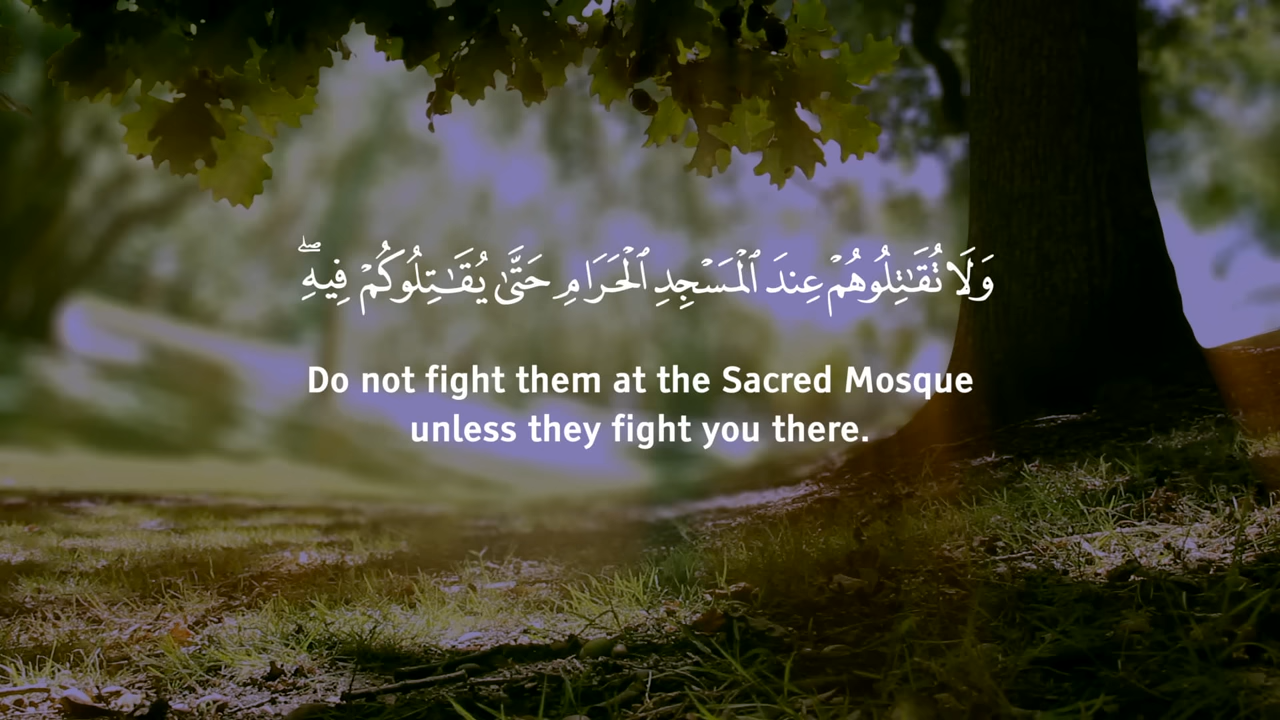 وَلَا تُقَـٰتِلُوهُمْ عِندَ ٱلْمَسْجِدِ ٱلْحَرَامِ حَتَّىٰ يُقَـٰتِلُوكُمْ فِيهِ ۖ
Do not fight them at the Sacred Mosque
unless they fight you there.